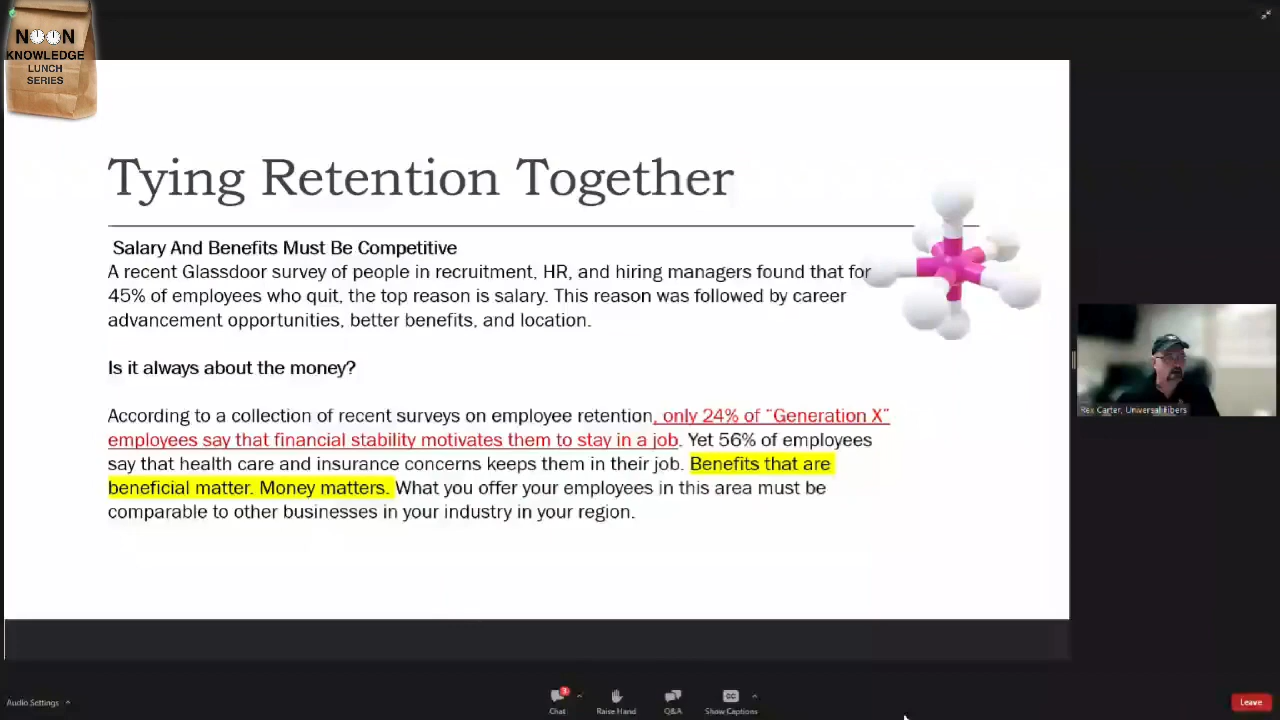 NOON
KNOWLEDGE
LUNCH
SERIES
Tying Retention Together
Salary And Benefits Must Be Competitive
A recent Glassdoor survey of people in recruitment, HR, and hiring managers found that for
45% of employees who quit, the top reason is salary. This reason was followed by career
advancement opportunities, better benefits, and location.
Is it always about the money?
According to a collection of recent surveys on employee retention, only 24% of "Generation X"
employees say that financial stability motivates them to stay in a job. Yet 56% of employees
say that health care and insurance concerns keeps them in their job. Benefits that are
beneficial matter. Money matters. What you offer your employees in this area must be
comparable to other businesses in your industry in your region.
Rex Carter, Universal Fibers
Audio Settings
Chat
3
Raise Hand
Q&A
CC
Show Captions
Leave